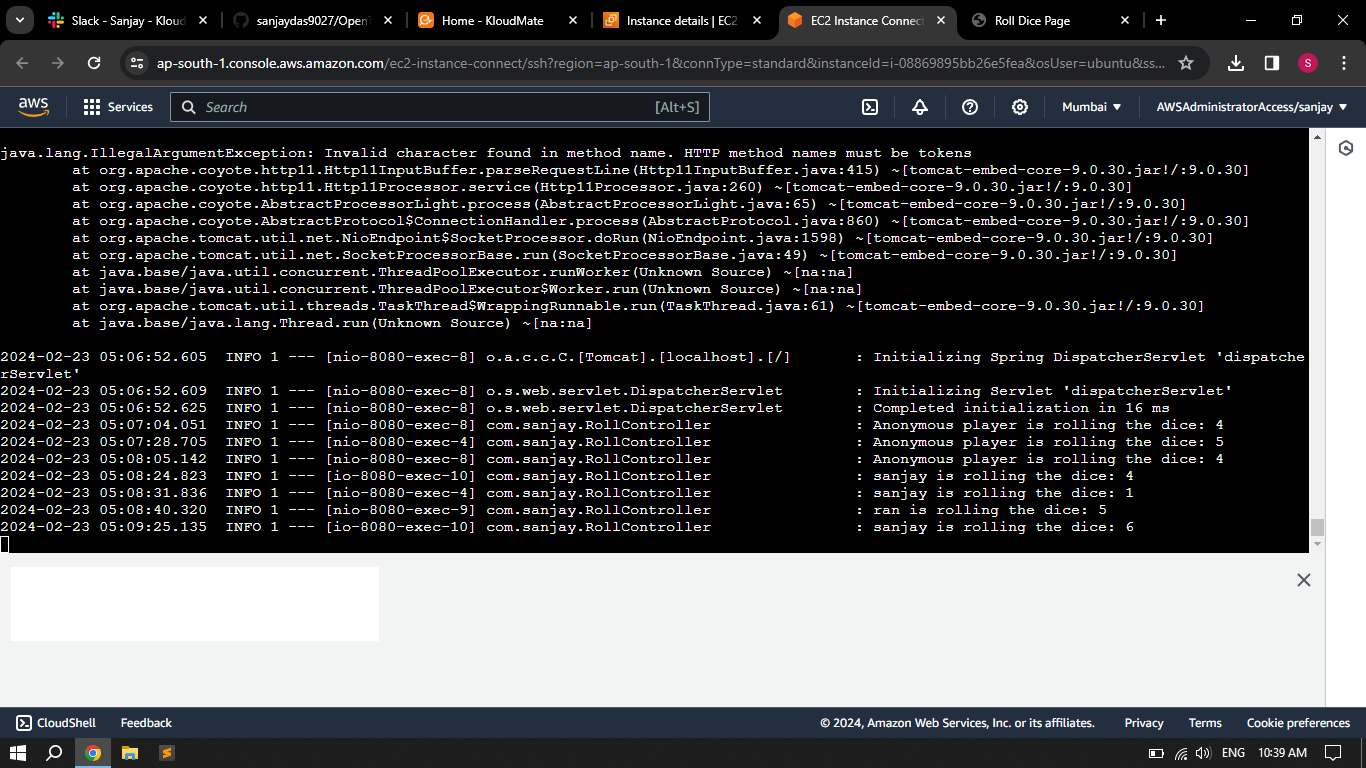 Slack - Sanjay - Kloud
sanjaydas9027/OpenT
Home - KloudMate
Instance details | EC2
EC2 Instance Connect
Roll Dice Page
ap-south-1.console.aws.amazon.com/ec2-instance-connect/ssh?region=ap-south-1&connType=standard&instanceId=i-08869895bb26e5fea&osUser=ubuntu&ss...
S
aws
Services
Search
[Alt+S]
Mumbai
AWSAdministratorAccess/sanjay
java.lang.IllegalArgumentException: Invalid character found in method name. HTTP method names must be tokens
at org.apache.coyote.http11.Http11InputBuffer.parseRequestLine(Http11InputBuffer.java:415) ~[tomcat-embed-core-9.0.30.jar!/:9.0.30]
at org.apache.coyote.http11.Http11Processor.service(Http11Processor.java:260) ~[tomcat-embed-core-9.0.30.jar!/:9.0.30]
at org.apache.coyote.AbstractProcessorLight.process(AbstractProcessorLight.java:65) ~[tomcat-embed-core-9.0.30.jar!/:9.0.30]
at org.apache.coyote.AbstractProtocol$ConnectionHandler.process(AbstractProtocol.java:860) ~[tomcat-embed-core-9.0.30.jar!/:9.0.30]
at org.apache.tomcat.util.net.NioEndpoint$SocketProcessor.doRun(NioEndpoint.java:1598) ~[tomcat-embed-core-9.0.30.jar!/:9.0.30]
at org.apache.tomcat.util.net.SocketProcessorBase.run(SocketProcessorBase.java:49) ~[tomcat-embed-core-9.0.30.jar!/:9.0.30]
at java.base/java.util.concurrent.ThreadPoolExecutor.runWorker(Unknown Source) ~[na:na]
at java.base/java.util.concurrent.ThreadPoolExecutor$Worker.run(Unknown Source) ~[na:na]
at org.apache.tomcat.util.threads.TaskThread$WrappingRunnable.run(TaskThread.java:61) ~[tomcat-embed-core-9.0.30.jar!/:9.0.30]
at java.base/java.lang.Thread.run(Unknown Source) ~[na:na]
2024-02-23 05:06:52.605  INFO 1 --- [nio-8080-exec-8] o.a.c.c.C.[Tomcat].[localhost].[/]       : Initializing Spring DispatcherServlet 'dispatche
rServlet'
2024-02-23 05:06:52.609  INFO 1 --- [nio-8080-exec-8] o.s.web.servlet.DispatcherServlet        : Initializing Servlet 'dispatcherServlet'
2024-02-23 05:06:52.625  INFO 1 --- [nio-8080-exec-8] o.s.web.servlet.DispatcherServlet        : Completed initialization in 16 ms
2024-02-23 05:07:04.051  INFO 1 --- [nio-8080-exec-8] com.sanjay.RollController                : Anonymous player is rolling the dice: 4
2024-02-23 05:07:28.705  INFO 1 --- [nio-8080-exec-4] com.sanjay.RollController                : Anonymous player is rolling the dice: 5
2024-02-23 05:08:05.142  INFO 1 --- [nio-8080-exec-8] com.sanjay.RollController                : Anonymous player is rolling the dice: 4
2024-02-23 05:08:24.823  INFO 1 --- [io-8080-exec-10] com.sanjay.RollController                : sanjay is rolling the dice: 4
2024-02-23 05:08:31.836  INFO 1 --- [nio-8080-exec-4] com.sanjay.RollController                : sanjay is rolling the dice: 1
2024-02-23 05:08:40.320  INFO 1 --- [nio-8080-exec-9] com.sanjay.RollController                : ran is rolling the dice: 5
2024-02-23 05:09:25.135  INFO 1 --- [io-8080-exec-10] com.sanjay.RollController                : sanjay is rolling the dice: 6
CloudShell
Feedback
© 2024, Amazon Web Services, Inc. or its affiliates.
Privacy
Terms
Cookie preferences
ENG
10:39 AM